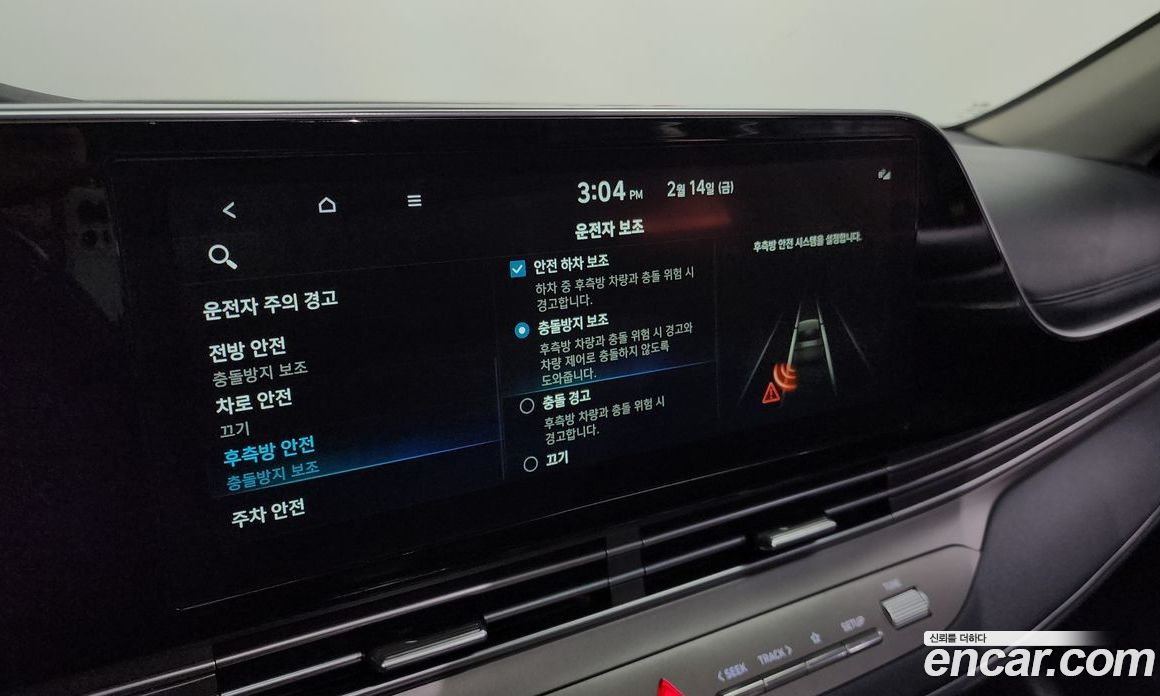 3:04 PM 2월 14일 (금)
운전자 보조
운전자 주의 경고
전방 안전
충돌방지 보조
차로 안전
끄기
후측방 안전
충돌방지 보조
주차 안전
안전 하차 보조
하차 중 후측방 차량과 충돌 위험 시
경고합니다.
충돌방지 보조
후측방 차량과 충돌 위험 시 경고와
차량 제어로 충돌하지 않도록
도와줍니다.
충돌 경고
후측방 차량과 충돌 위험 시
경고합니다.
끄기
후측방 안전 시스템을 설정합니다.
< SEEK TRACK > ☆ SETUP TUNE
신뢰를 더하다
encar.com